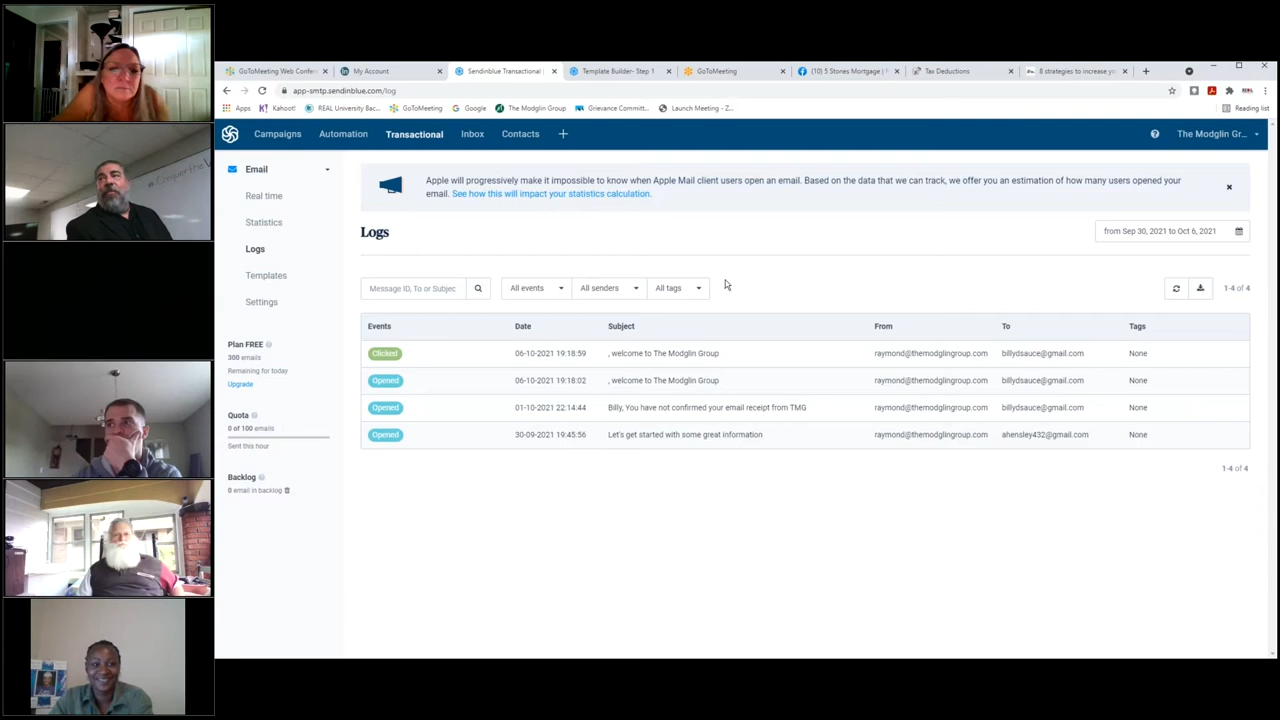 GoToMeeting Web Conferen
My Account
Sendinblue Transactional
Template Builder- Step 1
GoToMeeting
(10) 5 Stones Mortgage |
Tax Deductions
8 strategies to increase yo
app-smtp.sendinblue.com/log
Apps
Kahoot!
REAL University Bac...
GoToMeeting
Google
The Modglin Group
Grievance Committ...
Launch Meeting - Z...
Reading list
Campaigns
Automation
Transactional
Inbox
Contacts
The Modglin Gr...
Email
Real time
Statistics
Logs
Templates
Settings
Plan FREE
300 emails
Remaining for today
Upgrade
Quota
0 of 100 emails
Sent this hour
Backlog
0 email in backlog
Apple will progressively make it impossible to know when Apple Mail client users open an email. Based on the data that we can track, we offer you an estimation of how many users opened your
email. See how this will impact your statistics calculation.
Logs
from Sep 30, 2021 to Oct 6, 2021
Message ID, To or Subjec
All events
All senders
All tags
1-4 of 4
Events Date Subject From To Tags
Clicked 06-10-2021 19:18:59 , welcome to The Modglin Group raymond@themodglingroup.com billydsauce@gmail.com None
Opened 06-10-2021 19:18:02 , welcome to The Modglin Group raymond@themodglingroup.com billydsauce@gmail.com None
Opened 01-10-2021 22:14:44 Billy, You have not confirmed your email receipt from TMG raymond@themodglingroup.com billydsauce@gmail.com None
Opened 30-09-2021 19:45:56 Let's get started with some great information raymond@themodglingroup.com ahensley432@gmail.com None
1-4 of 4